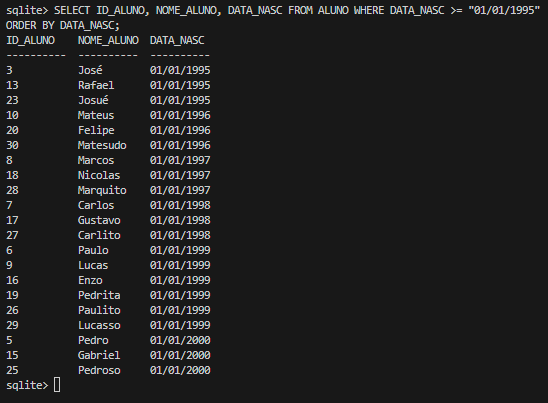 sqlite> SELECT ID_ALUNO, NOME_ALUNO, DATA_NASC FROM ALUNO WHERE DATA_NASC >= "01/01/1995"
ORDER BY DATA_NASC;
ID_ALUNO    NOME_ALUNO  DATA_NASC
----------  ----------  ----------
3           José        01/01/1995
13          Rafael      01/01/1995
23          Josué       01/01/1995
10          Mateus      01/01/1996
20          Felipe      01/01/1996
30          Matesudo    01/01/1996
8           Marcos      01/01/1997
18          Nicolas     01/01/1997
28          Marquito    01/01/1997
7           Carlos      01/01/1998
17          Gustavo     01/01/1998
27          Carlito     01/01/1998
6           Paulo       01/01/1999
9           Lucas       01/01/1999
16          Enzo        01/01/1999
19          Pedrita     01/01/1999
26          Paulito     01/01/1999
29          Lucasso     01/01/1999
5           Pedro       01/01/2000
15          Gabriel     01/01/2000
25          Pedroso     01/01/2000
sqlite>